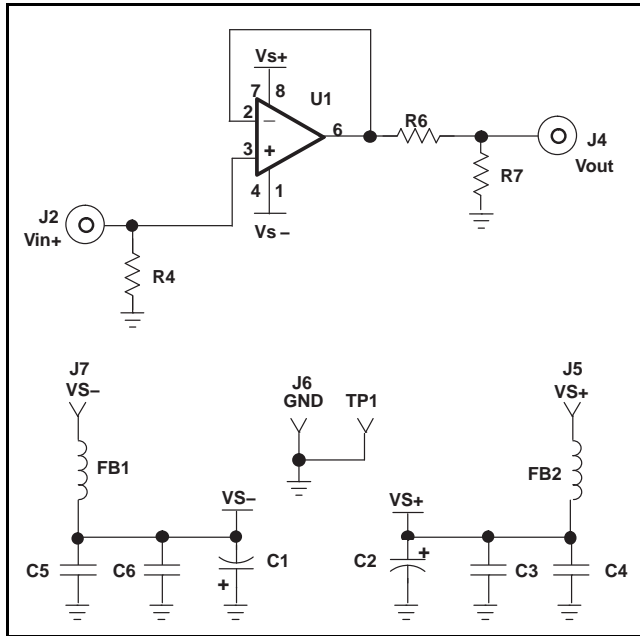 Vs+
7
8
U1
2
−
6
R6
3
+
J4
Vout
4
1
R7
J2
Vin+
Vs −
R4
J7
VS−
J6
GND
TP1
J5
VS+
FB1
FB2
VS−
VS+
C5
C6
C1
+
C2
+
C3
C4